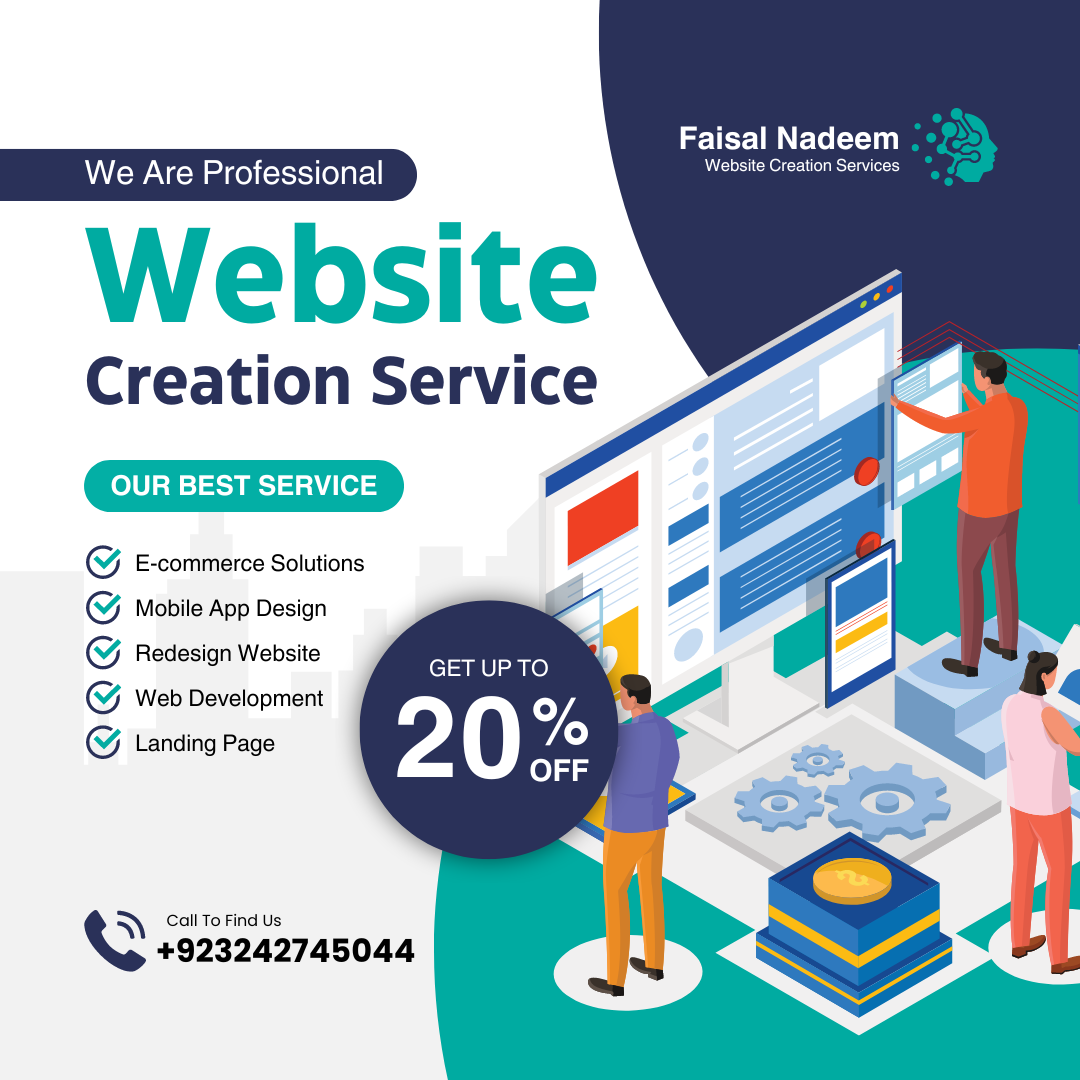 Faisal Nadeem
Website Creation Services
We Are Professional
Website
Creation Service
OUR BEST SERVICE
E-commerce Solutions
Mobile App Design
Redesign Website
Web Development
Landing Page
GET UP TO
20%
OFF
Call To Find Us
+923242745044